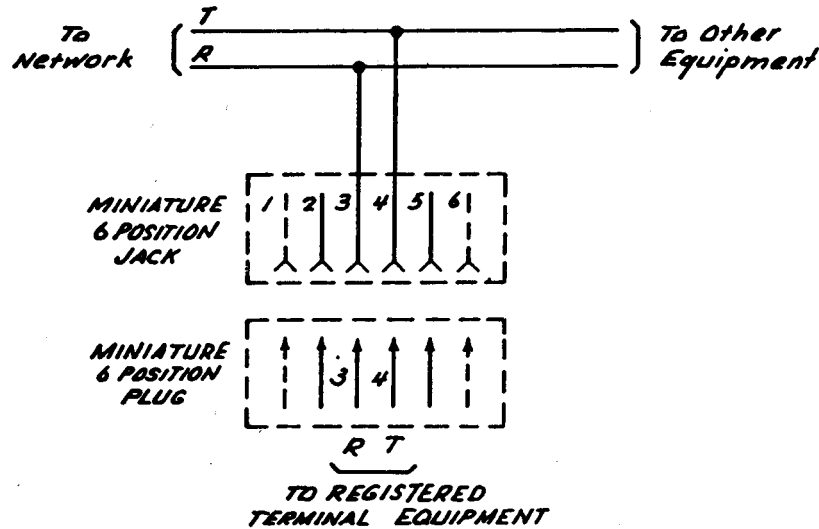 T
To
Network
R
To Other
Equipment
MINIATURE
6 POSITION
JACK
1 2 3 4 5 6
MINIATURE
6 POSITION
PLUG
3 4
R T
TO REGISTERED
TERMINAL EQUIPMENT